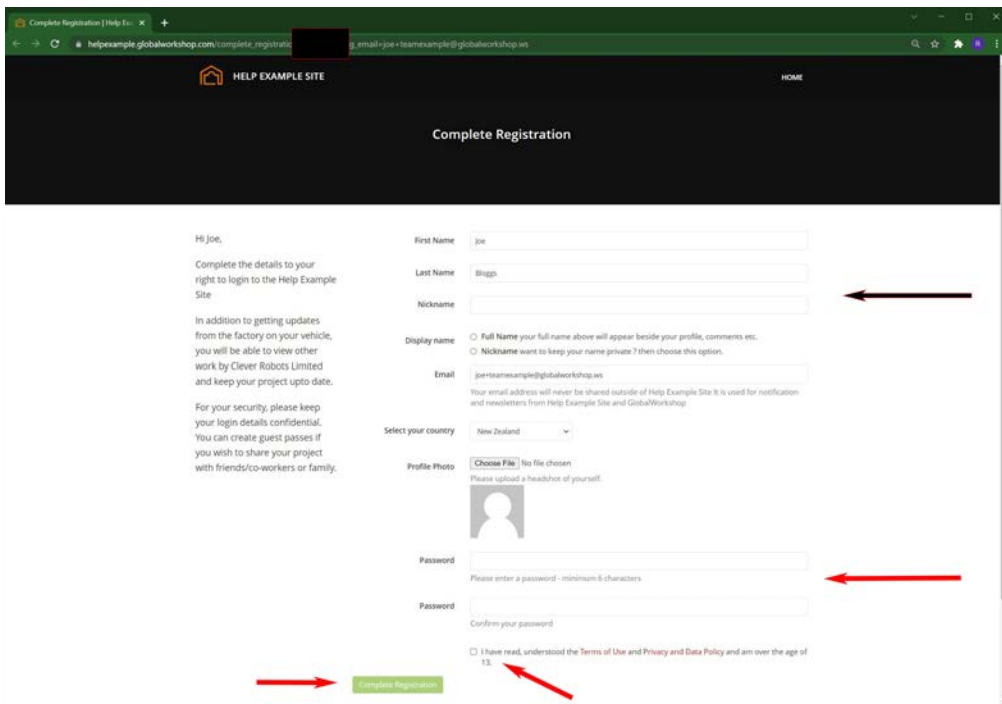 Complete Registration | Help Ex
helpexample.globalworkshop.com/complete_registratio g_email=joe+teamexample@globalworkshop.ws
HELP EXAMPLE SITE
HOME
Complete Registration
Hi Joe,
Complete the details to your
right to login to the Help Example
Site
In addition to getting updates
from the factory on your vehicle,
you will be able to view other
work by Clever Robots Limited
and keep your project upto date.
For your security, please keep
your login details confidential.
You can create guest passes if
you wish to share your project
with friends/co-workers or family.
First Name
Joe
Last Name
Bloggs
Nickname
Display name
Full Name your full name above will appear beside your profile, comments etc.
Nickname want to keep your name private ? then choose this option.
Email
joe+teamexample@globalworkshop.ws
Your email address will never be shared outside of Help Example Site It is used for notification
and newsletters from Help Example Site and GlobalWorkshop
Select your country
New Zealand
Profile Photo
Choose File No file chosen
Please upload a headshot of yourself.
Password
Please enter a password - minimum 6 characters
Password
Confirm your password
I have read, understood the Terms of Use and Privacy and Data Policy and am over the age of
13.
Complete Registration